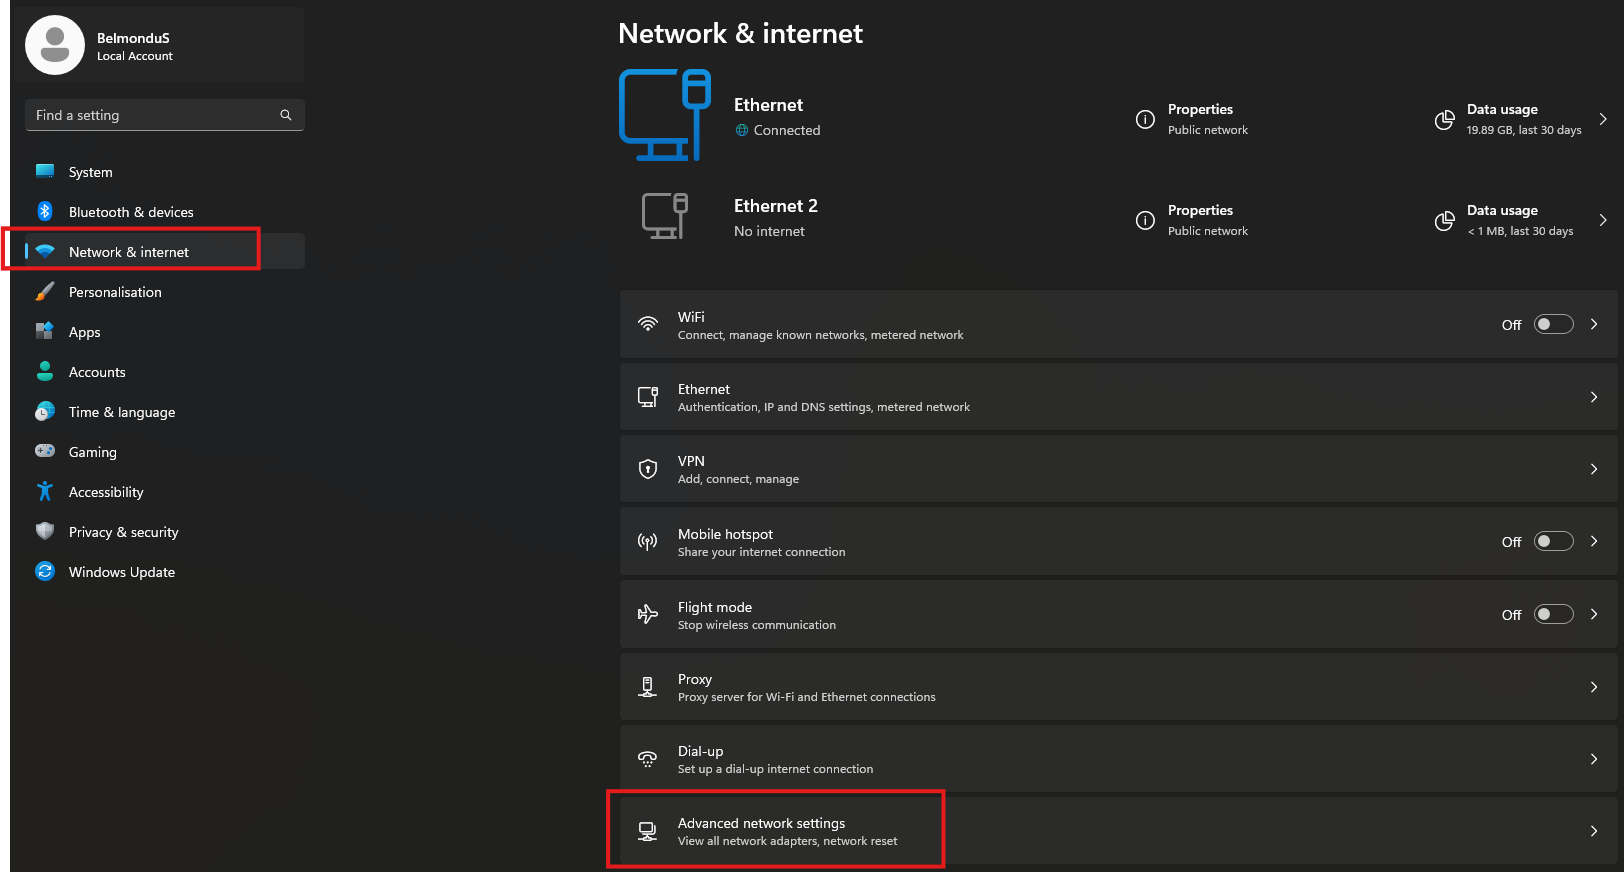 BelmonduS
Local Account
Find a setting
System
Bluetooth & devices
Network & internet
Personalisation
Apps
Accounts
Time & language
Gaming
Accessibility
Privacy & security
Windows Update
Network & internet
Ethernet
Connected
Properties
Public network
Data usage
19.89 GB, last 30 days
Ethernet 2
No internet
Properties
Public network
Data usage
< 1 MB, last 30 days
WiFi
Connect, manage known networks, metered network
Off
Ethernet
Authentication, IP and DNS settings, metered network
VPN
Add, connect, manage
Mobile hotspot
Share your internet connection
Off
Flight mode
Stop wireless communication
Off
Proxy
Proxy server for Wi-Fi and Ethernet connections
Dial-up
Set up a dial-up internet connection
Advanced network settings
View all network adapters, network reset